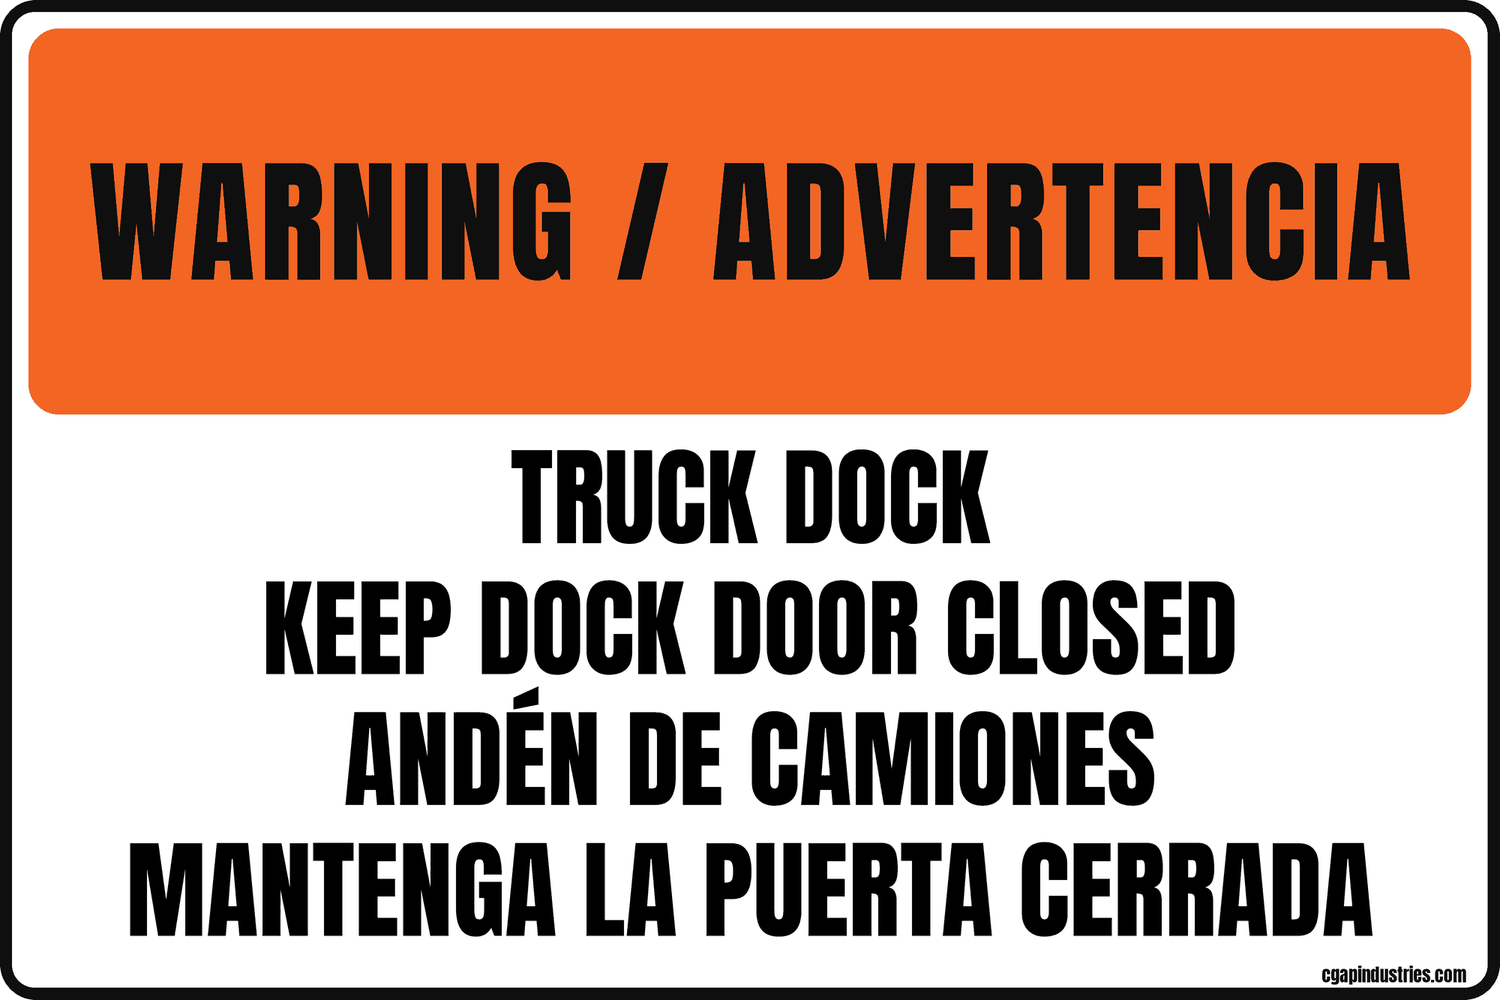 WARNING / ADVERTENCIA
TRUCK DOCK
KEEP DOCK DOOR CLOSED
ANDÉN DE CAMIONES
MANTENGA LA PUERTA CERRADA
cgapindustries.com